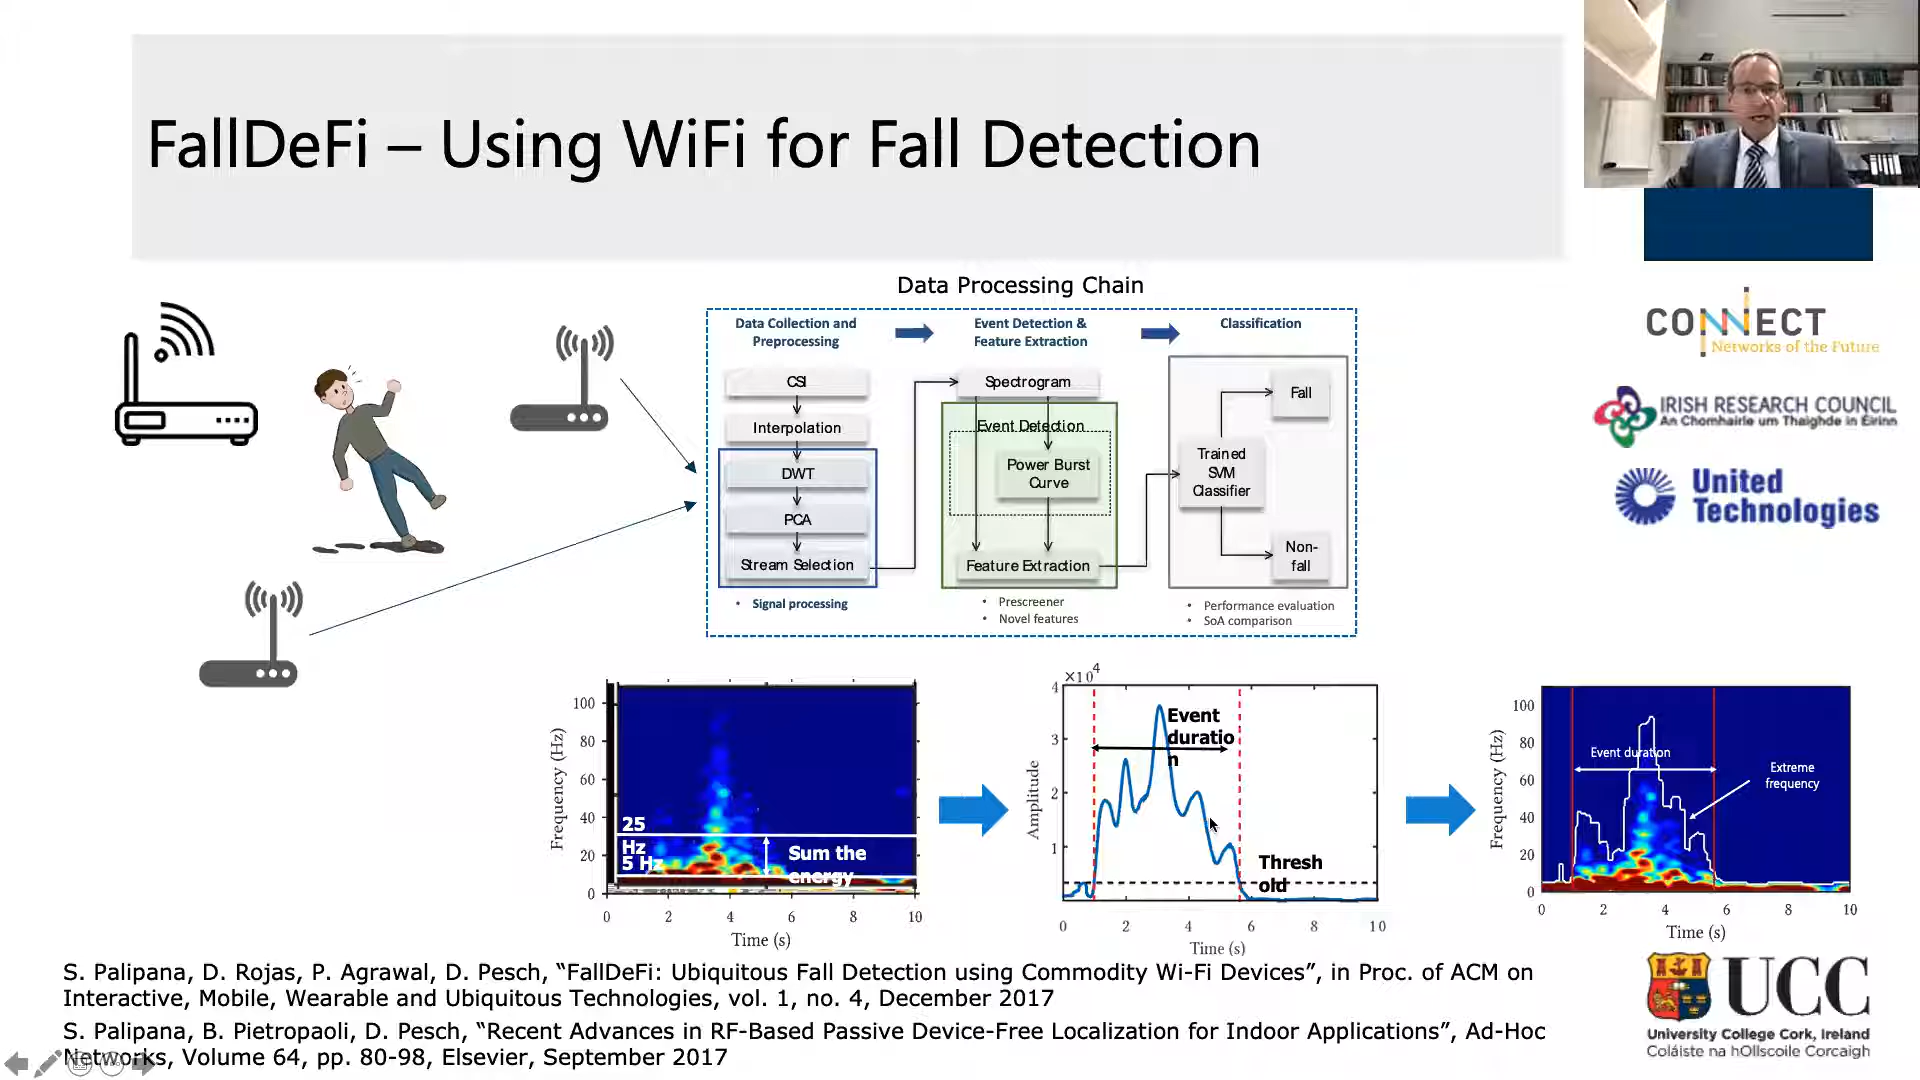 FallDeFi – Using WiFi for Fall Detection
Data Processing Chain
Data Collection and
Preprocessing
Event Detection &
Feature Extraction
Classification
CSI
Interpolation
DWT
PCA
Stream Selection
• Signal processing
Spectrogram
Event Detection
Power Burst
Curve
Feature Extraction
• Prescreener
• Novel features
Fall
Trained
SVM
Classifier
Non-
fall
• Performance evaluation
• SoA comparison
CONNECT
Networks of the Future
IRISH RESEARCH COUNCIL
An Chomhairle um Thaighde in Éirinn
United
Technologies
Frequency (Hz)
100
80
60
40
20
0
25
Hz
5 Hz
Sum the
energy
0 2 4 6 8 10
Time (s)
×10⁴
Amplitude
4
3
2
1
Event
duratio
n
Thresh
old
0 2 4 6 8 10
Time (s)
Frequency (Hz)
100
80
60
40
20
0
Event duration
Extreme
frequency
0 2 4 6 8 10
Time (s)
S. Palipana, D. Rojas, P. Agrawal, D. Pesch, “FallDeFi: Ubiquitous Fall Detection using Commodity Wi-Fi Devices”, in Proc. of ACM on
Interactive, Mobile, Wearable and Ubiquitous Technologies, vol. 1, no. 4, December 2017
S. Palipana, B. Pietropaoli, D. Pesch, “Recent Advances in RF-Based Passive Device-Free Localization for Indoor Applications”, Ad-Hoc
Networks, Volume 64, pp. 80-98, Elsevier, September 2017
UCC
University College Cork, Ireland
Coláiste na hOllscoile Corcaigh